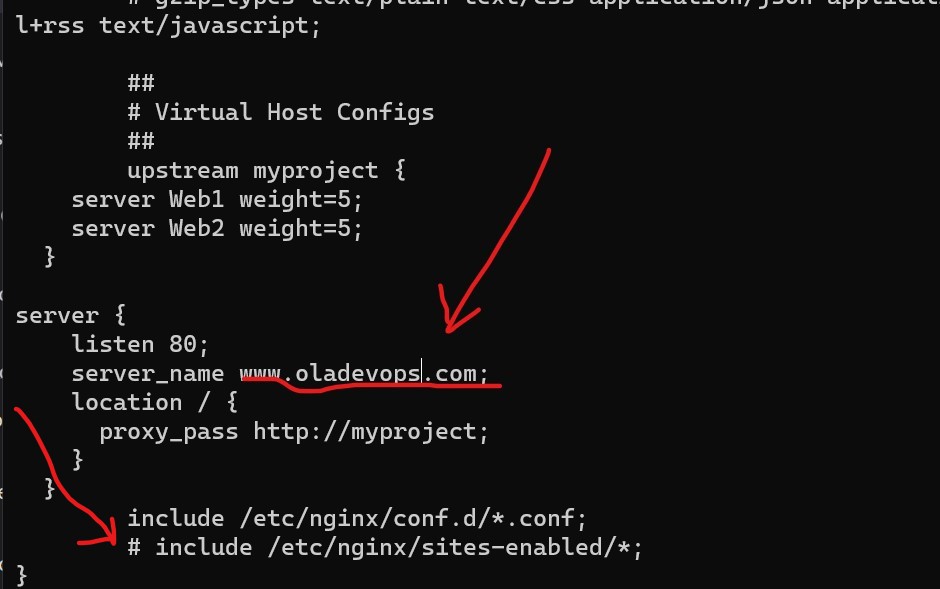 # gzip_types text/plain text/css application/json
l+rss text/javascript;
##
# Virtual Host Configs
##
upstream myproject {
server Web1 weight=5;
server Web2 weight=5;
}
server {
listen 80;
server_name www.oladevops.com;
location / {
proxy_pass http://myproject;
}
}
include /etc/nginx/conf.d/*.conf;
# include /etc/nginx/sites-enabled/*;
}